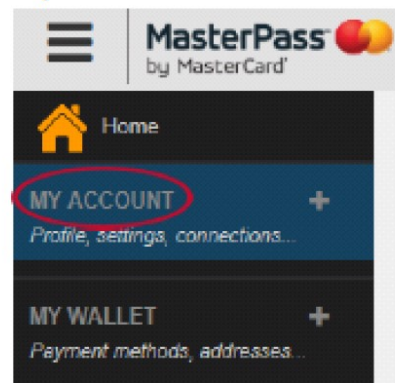 MasterPass
by MasterCard'
Home
MY ACCOUNT +
Profile, settings, connections...
MY WALLET +
Payment methods, addresses...